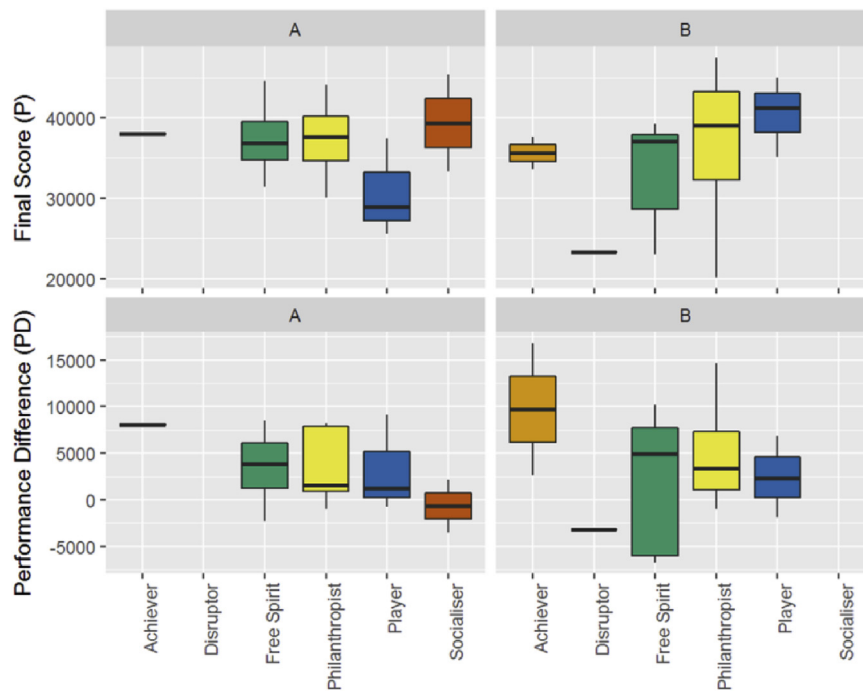 A
B
Final Score (P)
40000
30000
20000
A
B
Performance Difference (PD)
15000
10000
5000
0
-5000
Achiever
Disruptor
Free Spirit
Philanthropist
Player
Socialiser
Achiever
Disruptor
Free Spirit
Philanthropist
Player
Socialiser